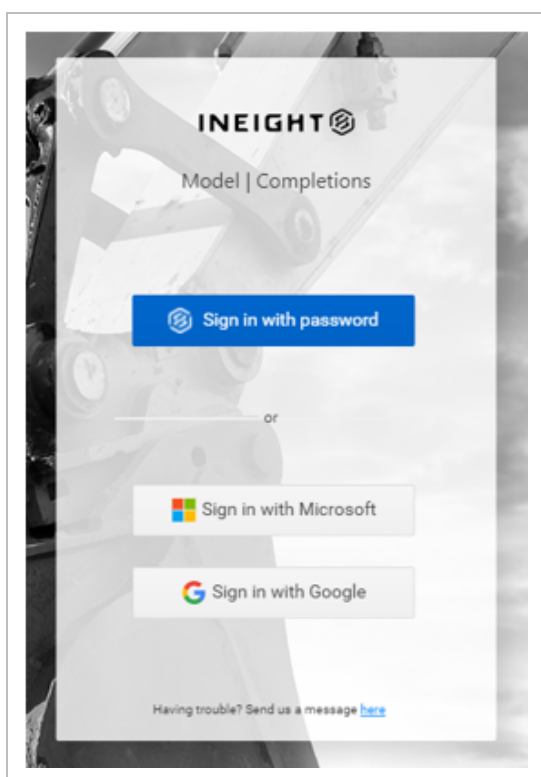 INEIGHT
Model | Completions
Sign in with password
or
Sign in with Microsoft
Sign in with Google
Having trouble? Send us a message here